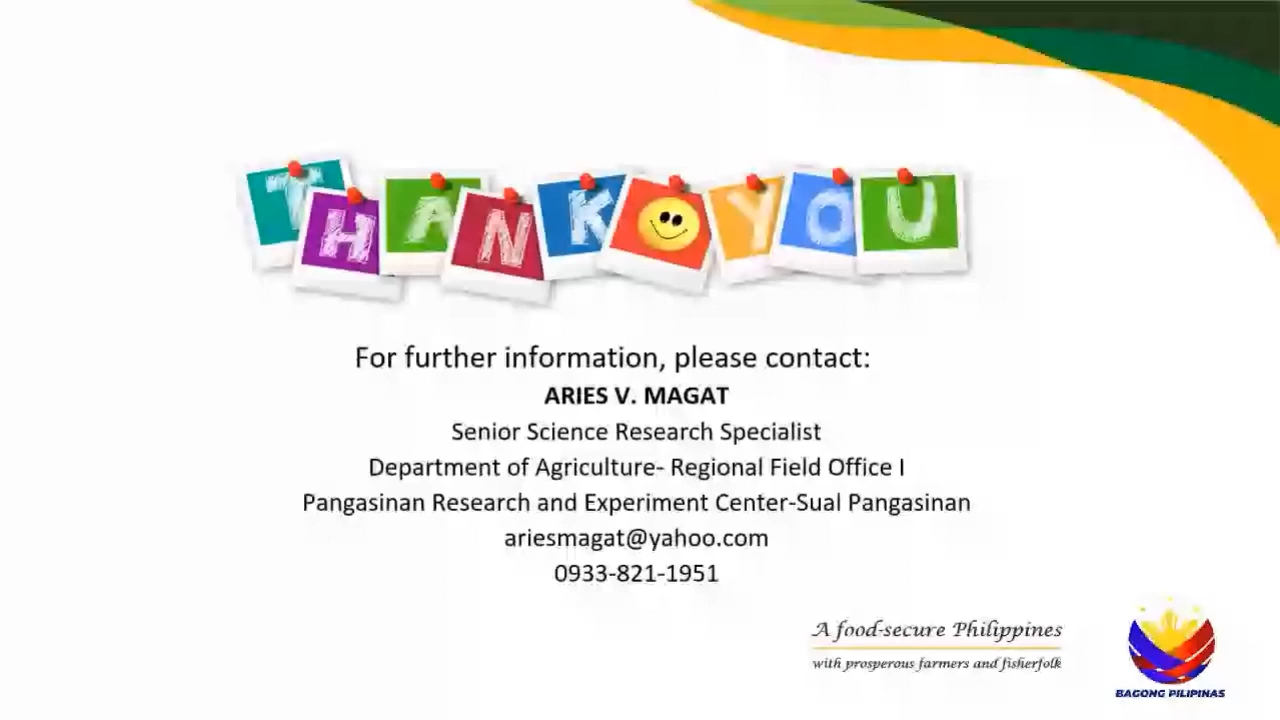 THANK YOU
For further information, please contact:
ARIES V. MAGAT
Senior Science Research Specialist
Department of Agriculture- Regional Field Office I
Pangasinan Research and Experiment Center-Sual Pangasinan
ariesmagat@yahoo.com
0933-821-1951
A food-secure Philippines
with prosperous farmers and fisherfolk
BAGONG PILIPINAS